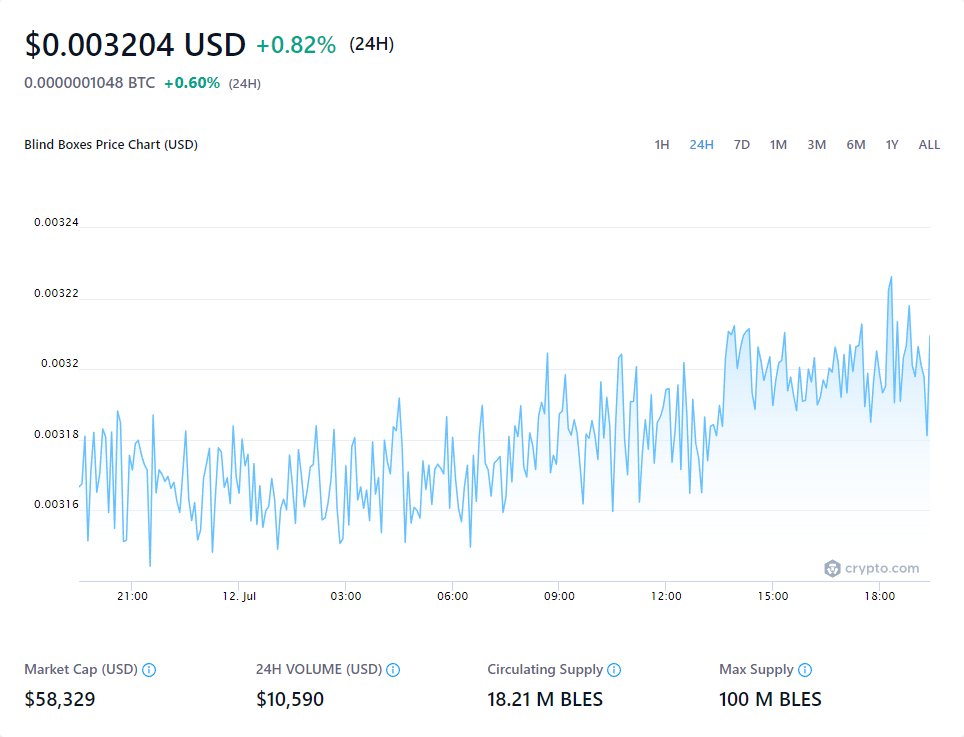 $0.003204 USD +0.82% (24H)
0.0000001048 BTC +0.60% (24H)
Blind Boxes Price Chart (USD) 1H 24H 7D 1M 3M 6M 1Y ALL
0.00324
0.00322
0.0032
0.00318
0.00316
crypto.com
21:00 12. Jul 03:00 06:00 09:00 12:00 15:00 18:00
Market Cap (USD) 24H VOLUME (USD) Circulating Supply Max Supply
$58,329 $10,590 18.21 M BLES 100 M BLES